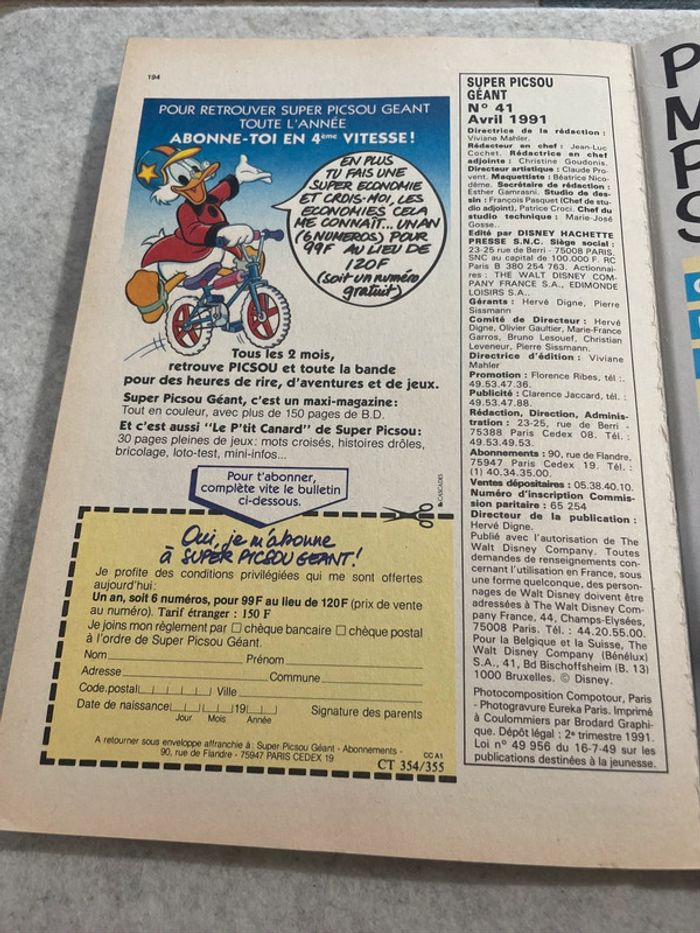 194
POUR RETROUVER SUPER PICSOU GEANT
TOUTE L'ANNÉE
ABONNE-TOI EN 4ème VITESSE!
EN PLUS
TU FAIS UNE
SUPER ECONOMIE
ET CROIS-MOI, LES
ECONOMIES CELA
ME CONNAÎT... UN AN
(6 NUMEROS) POUR
99F AU LIEU DE
120F
(soit un numéro
gratuit)
Tous les 2 mois,
retrouve PICSOU et toute la bande
pour des heures de rire, d'aventures et de jeux.
Super Picsou Géant, c'est un maxi-magazine:
Tout en couleur, avec plus de 150 pages de B.D.
Et c'est aussi "Le P'tit Canard" de Super Picsou:
30 pages pleines de jeux: mots croisés, histoires drôles,
bricolage, loto-test, mini-infos...
CASCADES
Pour t'abonner,
complète vite le bulletin
ci-dessous.
Oui, je m'abonne
à SUPER PICSOU GEANT!
Je profite des conditions privilégiées qui me sont offertes
aujourd'hui:
Un an, soit 6 numéros, pour 99F au lieu de 120F (prix de vente
au numéro). Tarif étranger : 150 F
Je joins mon règlement par □ chèque bancaire □ chèque postal
à l'ordre de Super Picsou Géant.
Nom Prénom
Adresse Commune
Code.postal Ville
Date de naissance 19 Signature des parents
Jour Mois Année
A retourner sous enveloppe affranchie à: Super Picsou Géant - Abonnements -
90, rue de Flandre - 75947 PARIS CEDEX 19
CC A1
CT 354/355
SUPER PICSOU
GÉANT
N° 41
Avril 1991
Directrice de la rédaction :
Viviane Mahler.
Rédacteur en chef : Jean-Luc
Cochet. Rédactrice en chef
adjointe : Christine Goudonis.
Directeur artistique : Claude Pro-
vent. Maquettiste : Béatrice Nico-
dème. Secrétaire de rédaction :
Esther Gamrasni. Studio de des-
sin : François Pasquet (Chef de stu-
dio adjoint), Patrice Croci. Chef du
studio technique : Marie-José
Gosse.
Edité par DISNEY HACHETTE
PRESSE S.N.C. Siège social :
23-25 rue de Berri - 75008 PARIS.
SNC au capital de 100.000 F. RC
Paris B 380 254 763. Actionnai-
res : THE WALT DISNEY COM-
PANY FRANCE S.A., EDIMONDE
LOISIRS S.A..
Gérants : Hervé Digne, Pierre
Sissmann
Comité de Directeur : Hervé
Digne, Olivier Gaultier, Marie-France
Garros, Bruno Lesouef, Christian
Leveneur, Pierre Sissmann.
Directrice d'édition : Viviane
Mahler
Promotion : Florence Ribes, tél :.
49.53.47.36.
Publicité : Clarence Jaccard, tél. :
49.53.47.88.
Rédaction, Direction, Adminis-
tration : 23-25, rue de Berri -
75388 Paris Cedex 08. Tél. :
49.53.49.53.
Abonnements : 90, rue de Flandre,
75947 Paris Cedex 19. Tél. :
(1) 40.34.35.00.
Ventes dépositaires : 05.38.40.10.
Numéro d'inscription Commis-
sion paritaire : 65 254
Directeur de la publication :
Hervé Digne.
Publié avec l'autorisation de The
Walt Disney Company. Toutes
demandes de renseignements con-
cernant l'utilisation en France, sous
une forme quelconque, des person-
nages de Walt Disney doivent être
adressées à The Walt Disney Com-
pany France, 44, Champs-Elysées,
75008 Paris. Tél. : 44.20.55.00.
Pour la Belgique et la Suisse, The
Walt Disney Company (Bénélux)
S.A., 41, Bd Bischoffsheim (B. 13)
1000 Bruxelles. © Disney.
Photocomposition Compotour, Paris
- Photogravure Eureka Paris. Imprimé
à Coulommiers par Brodard Graphi-
que. Dépôt légal : 2e trimestre 1991.
Loi n° 49 956 du 16-7-49 sur les
publications destinées à la jeunesse.